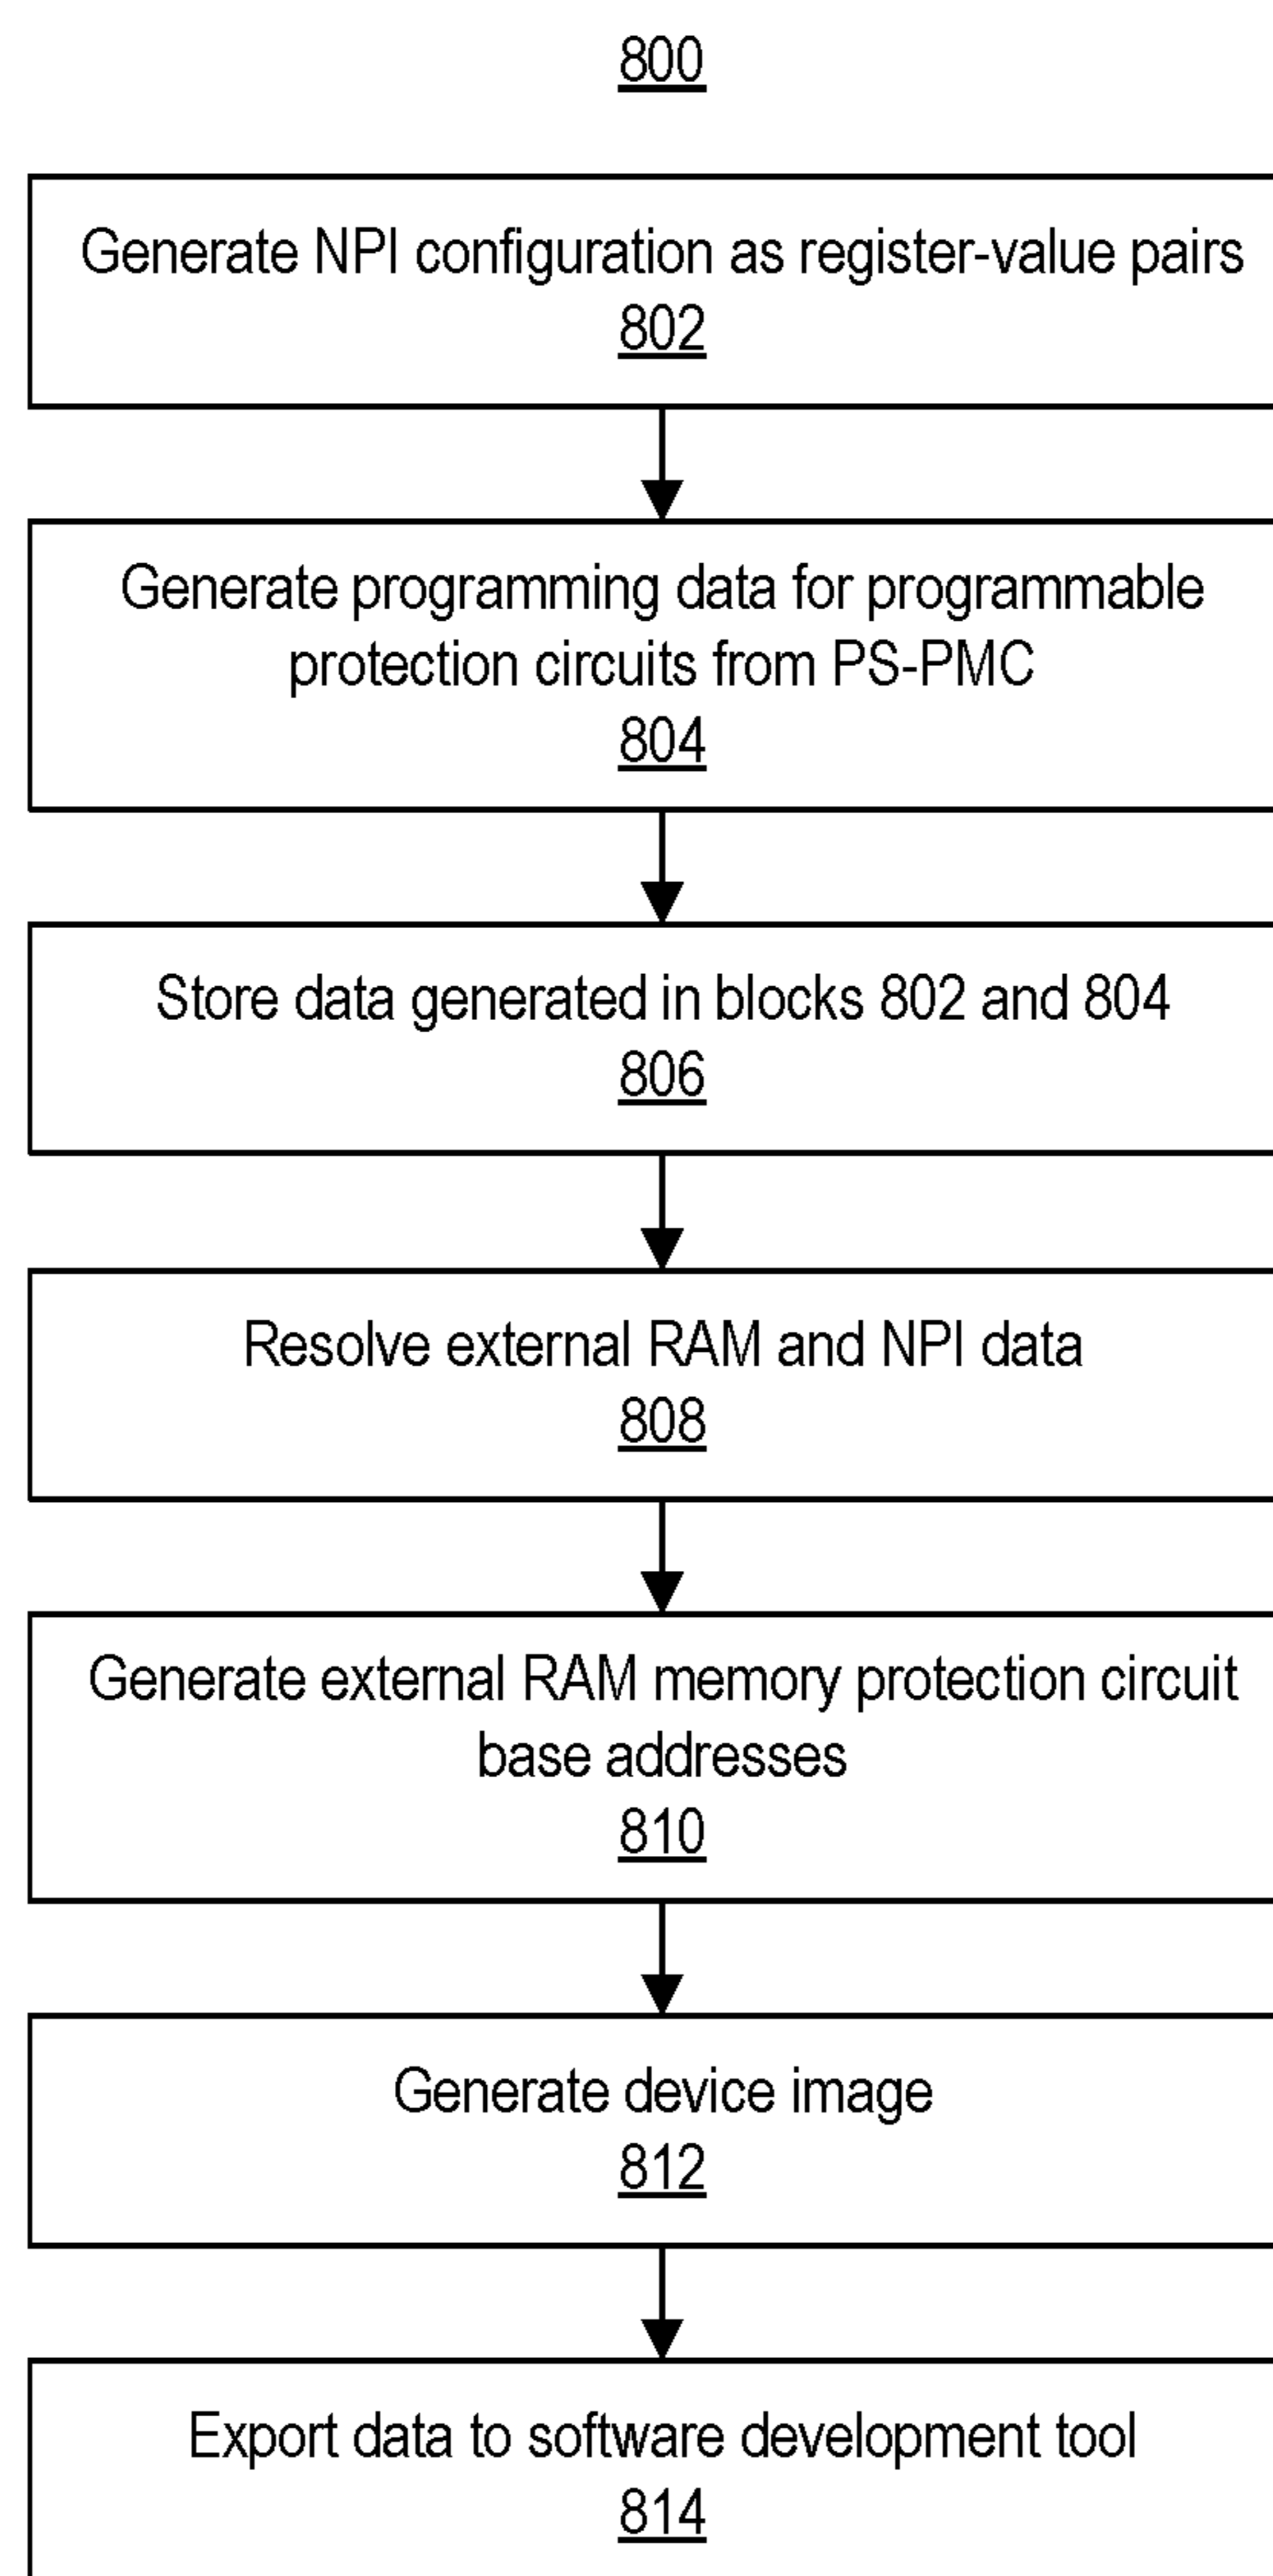 800
Generate NPI configuration as register-value pairs
802
Generate programming data for programmable
protection circuits from PS-PMC
804
Store data generated in blocks 802 and 804
806
Resolve external RAM and NPI data
808
Generate external RAM memory protection circuit
base addresses
810
Generate device image
812
Export data to software development tool
814